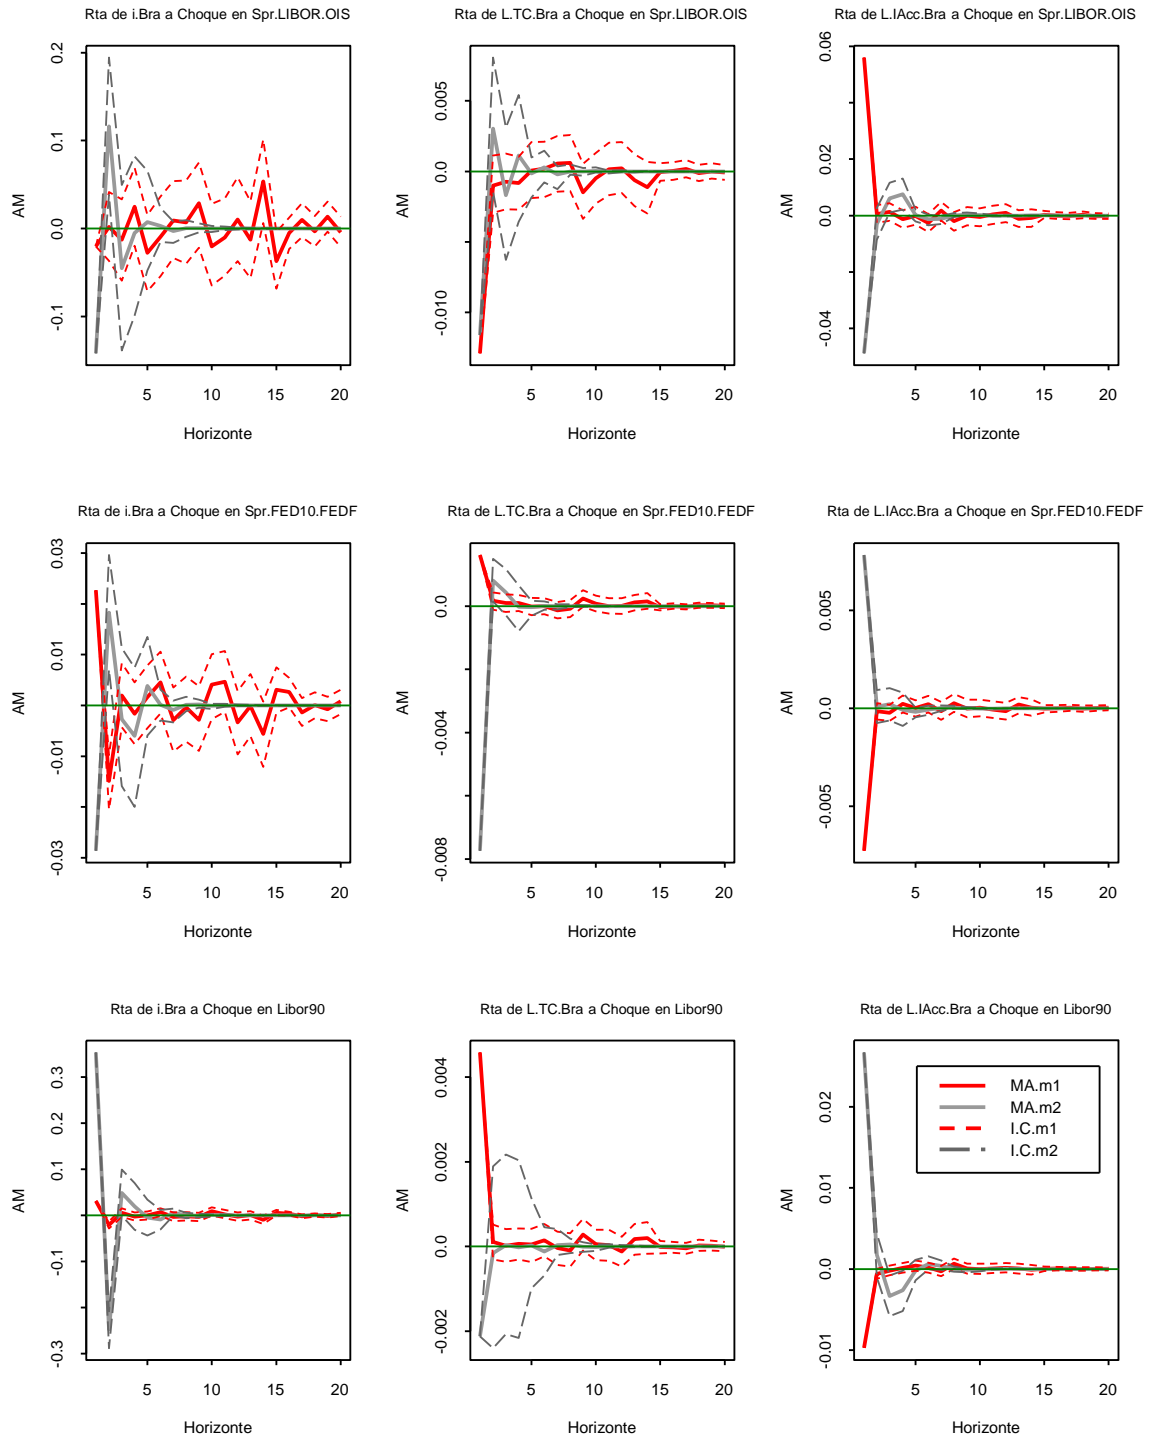 Rta de i.Bra a Choque en Spr.LIBOR.OIS
AM
0.2
0.1
0.0
-0.1
5 10 15 20
Horizonte
Rta de L.TC.Bra a Choque en Spr.LIBOR.OIS
AM
0.005
0.0
-0.010
5 10 15 20
Horizonte
Rta de L.IAcc.Bra a Choque en Spr.LIBOR.OIS
AM
0.06
0.02
0.0
-0.04
5 10 15 20
Horizonte
Rta de i.Bra a Choque en Spr.FED10.FEDF
AM
0.03
0.01
-0.01
-0.03
5 10 15 20
Horizonte
Rta de L.TC.Bra a Choque en Spr.FED10.FEDF
AM
0.0
-0.004
-0.008
5 10 15 20
Horizonte
Rta de L.IAcc.Bra a Choque en Spr.FED10.FEDF
AM
0.005
0.0
-0.005
5 10 15 20
Horizonte
Rta de i.Bra a Choque en Libor90
AM
0.3
0.2
0.1
0.0
-0.1
-0.3
5 10 15 20
Horizonte
Rta de L.TC.Bra a Choque en Libor90
AM
0.004
0.002
0.0
-0.002
5 10 15 20
Horizonte
Rta de L.IAcc.Bra a Choque en Libor90
AM
0.02
0.01
0.0
-0.01
MA.m1
MA.m2
I.C.m1
I.C.m2
5 10 15 20
Horizonte